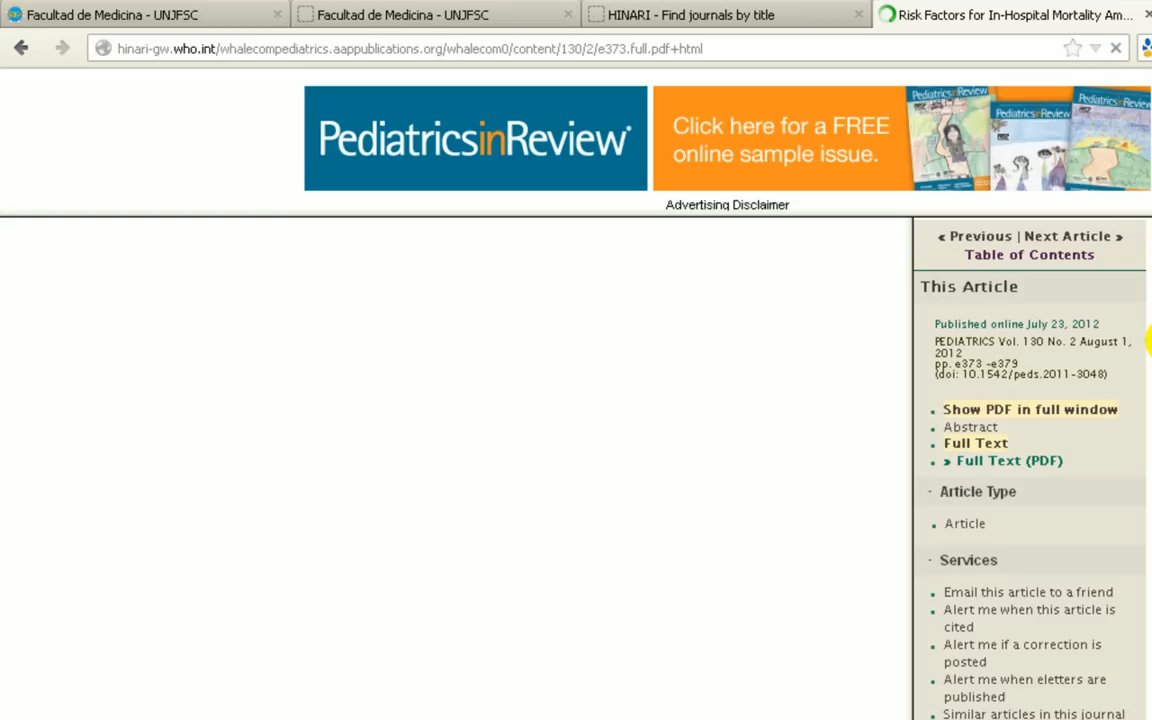 Facultad de Medicina - UNJFSC
Facultad de Medicina - UNJFSC
HINARI - Find journals by title
Risk Factors for In-Hospital Mortality Am...
hinari-gw.who.int/whalecompediatrics.aappublications.org/whalecom0/content/130/2/e373.full.pdf+html
PediatricsinReview
Click here for a FREE
online sample issue.
Advertising Disclaimer
« Previous | Next Article »
Table of Contents
This Article
Published online July 23, 2012
PEDIATRICS Vol. 130 No. 2 August 1,
2012
pp. e373 -e379
(doi: 10.1542/peds.2011-3048)
Show PDF in full window
Abstract
Full Text
» Full Text (PDF)
- Article Type
Article
- Services
Email this article to a friend
Alert me when this article is
cited
Alert me if a correction is
posted
Alert me when eletters are
published
Similar articles in this journal